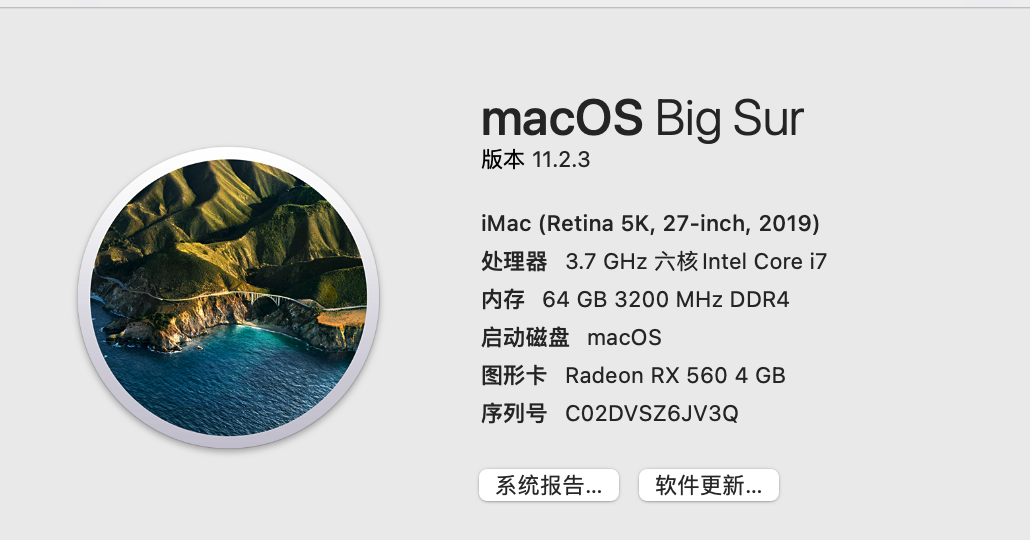 macOS Big Sur
版本 11.2.3
iMac (Retina 5K, 27-inch, 2019)
处理器 3.7 GHz 六核Intel Core i7
内存 64 GB 3200 MHz DDR4
启动磁盘 macOS
图形卡 Radeon RX 560 4 GB
序列号 C02DVSZ6JV3Q
系统报告... 软件更新...